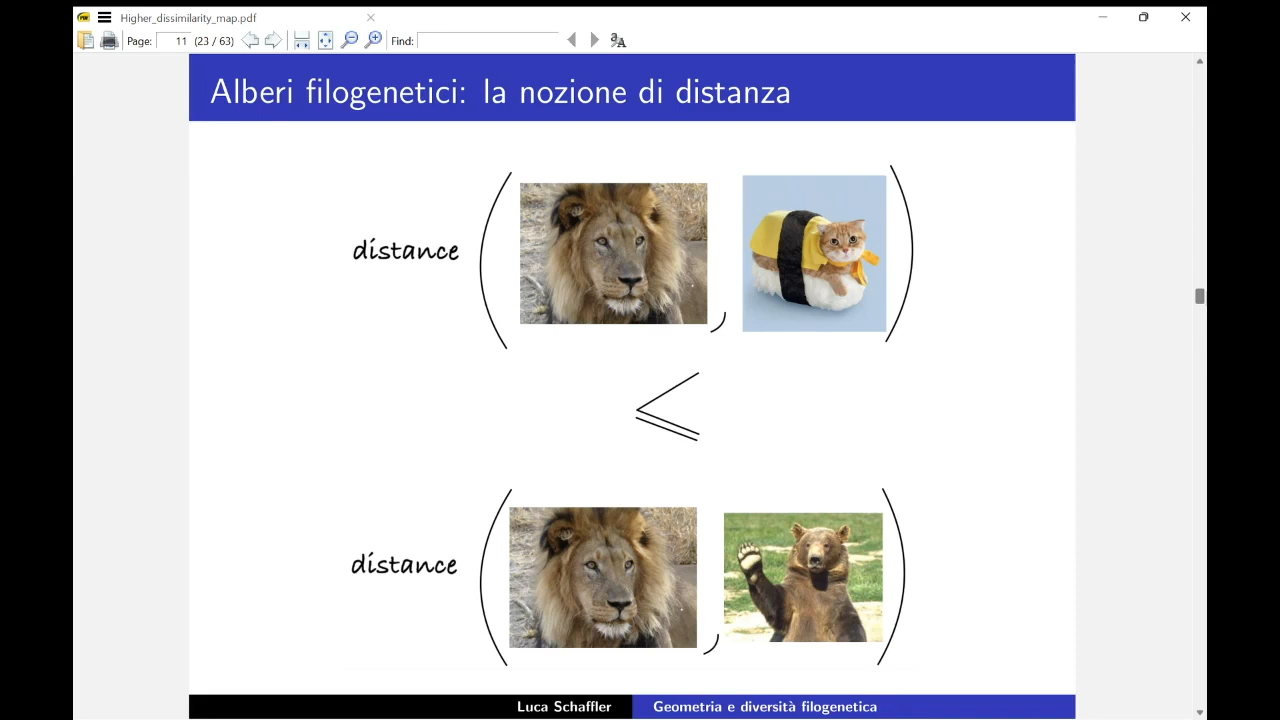 Higher_dissimilarity_map.pdf
Page: 11 (23 / 63) Find:
Alberi filogenetici: la nozione di distanza
distance ( , )
≤
distance ( , )
Luca Schaffler Geometria e diversità filogenetica